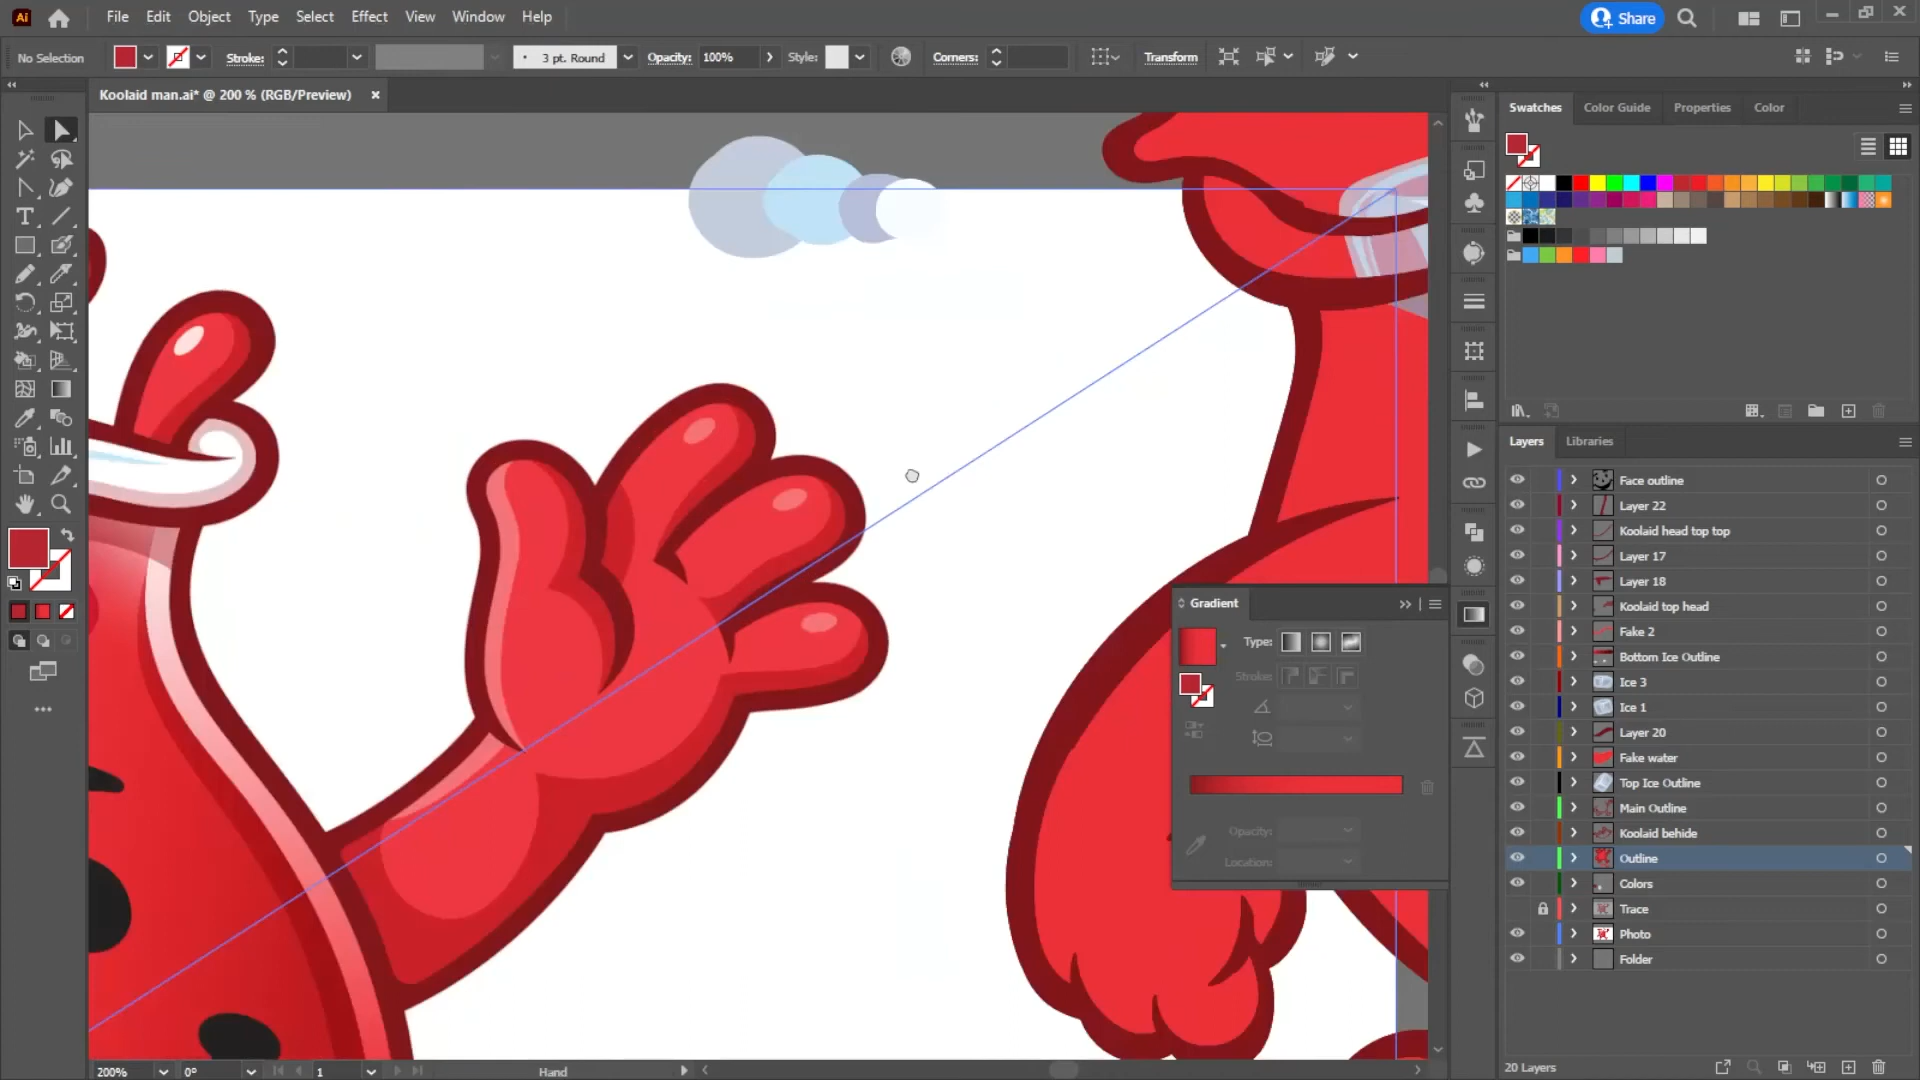 Ai File Edit Object Type Select Effect View Window Help Share
No Selection Stroke: 3 pt. Round Opacity: 100% Style: Corners: Transform
Koolaid man.ai* @ 200 % (RGB/Preview)
Swatches Color Guide Properties Color
Layers Libraries
Face outline
Layer 22
Koolaid head top top
Layer 17
Layer 18
Koolaid top head
Fake 2
Bottom Ice Outline
Ice 3
Ice 1
Layer 20
Fake water
Top Ice Outline
Main Outline
Koolaid behide
Outline
Colors
Trace
Photo
Folder
Gradient
Type:
Strokes:
Opacity:
Location:
200% 0° 1 Hand
20 Layers